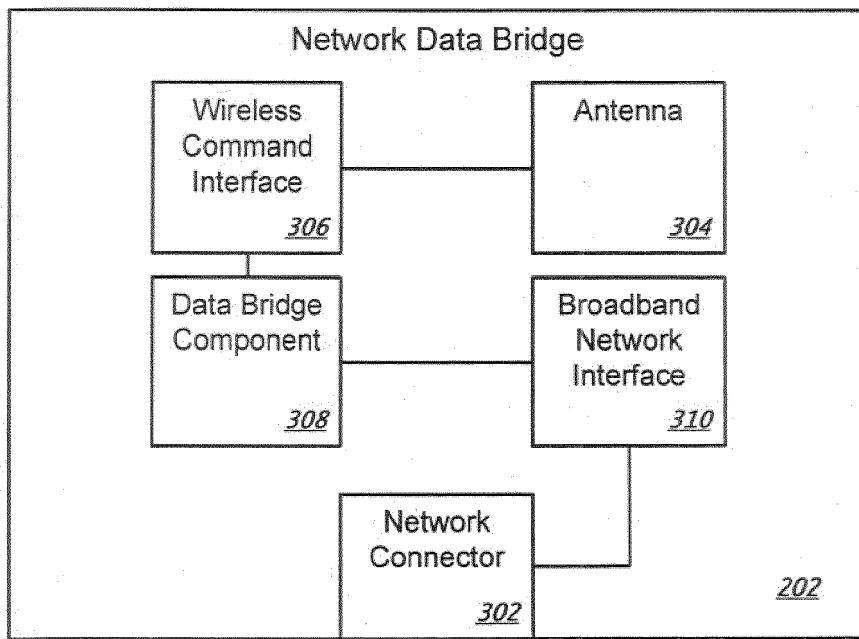 Network Data Bridge
Wireless
Command
Interface
306
Antenna
304
Data Bridge
Component
308
Broadband
Network
Interface
310
Network
Connector
302
202